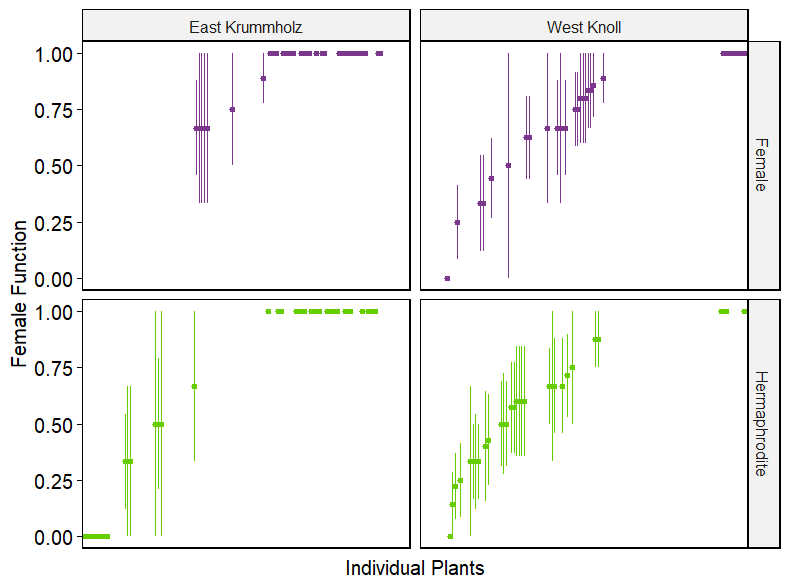 East Krummholz
West Knoll
Female Function
1.00
0.75
0.50
0.25
0.00
Female
1.00
0.75
0.50
0.25
0.00
Hermaphrodite
Individual Plants